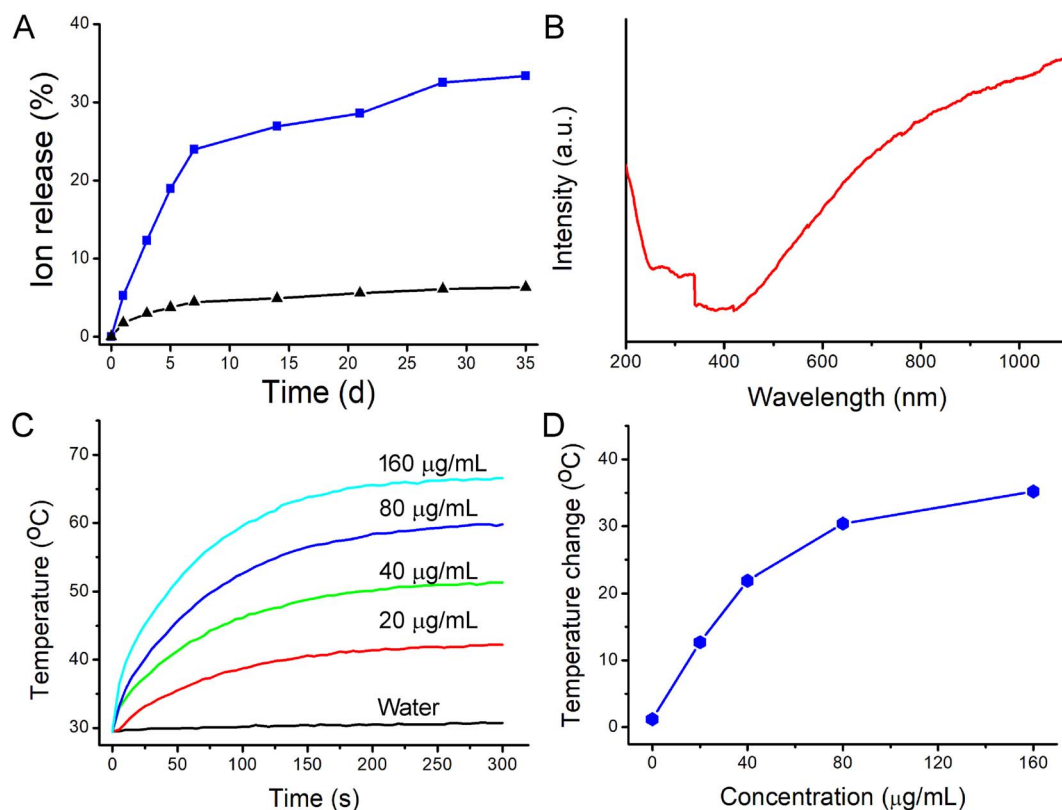 A
Ion release (%)
40
30
20
10
0
0 5 10 15 20 25 30 35
Time (d)
B
Intensity (a.u.)
200 400 600 800 1000
Wavelength (nm)
C
Temperature (°C)
70
60
50
40
30
160 μg/mL
80 μg/mL
40 μg/mL
20 μg/mL
Water
0 50 100 150 200 250 300
Time (s)
D
Temperature change (°C)
40
30
20
10
0
0 40 80 120 160
Concentration (μg/mL)